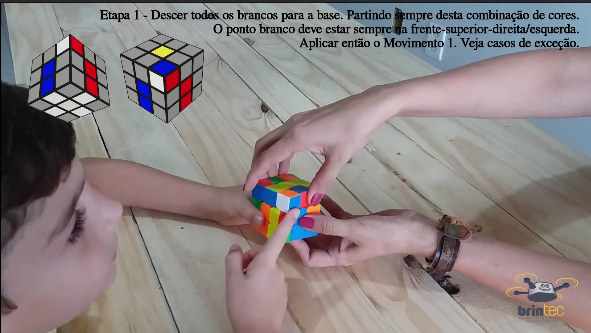 Etapa 1 - Descer todos os brancos para a base. Partindo sempre desta combinação de cores.
O ponto branco deve estar sempre na frente-superior-direita/esquerda.
Aplicar então o Movimento 1. Veja casos de exceção.
brintec